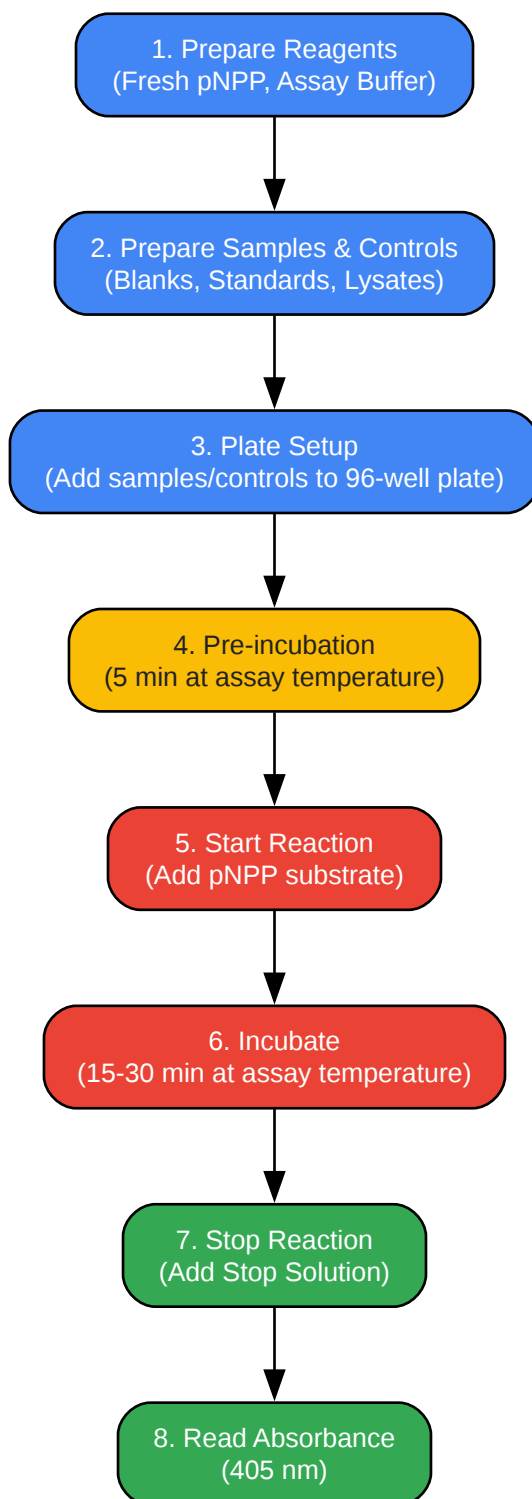 1. Prepare Reagents
(Fresh pNPP, Assay Buffer)
2. Prepare Samples & Controls
(Blanks, Standards, Lysates)
3. Plate Setup
(Add samples/controls to 96-well plate)
4. Pre-incubation
(5 min at assay temperature)
5. Start Reaction
(Add pNPP substrate)
6. Incubate
(15-30 min at assay temperature)
7. Stop Reaction
(Add Stop Solution)
8. Read Absorbance
(405 nm)